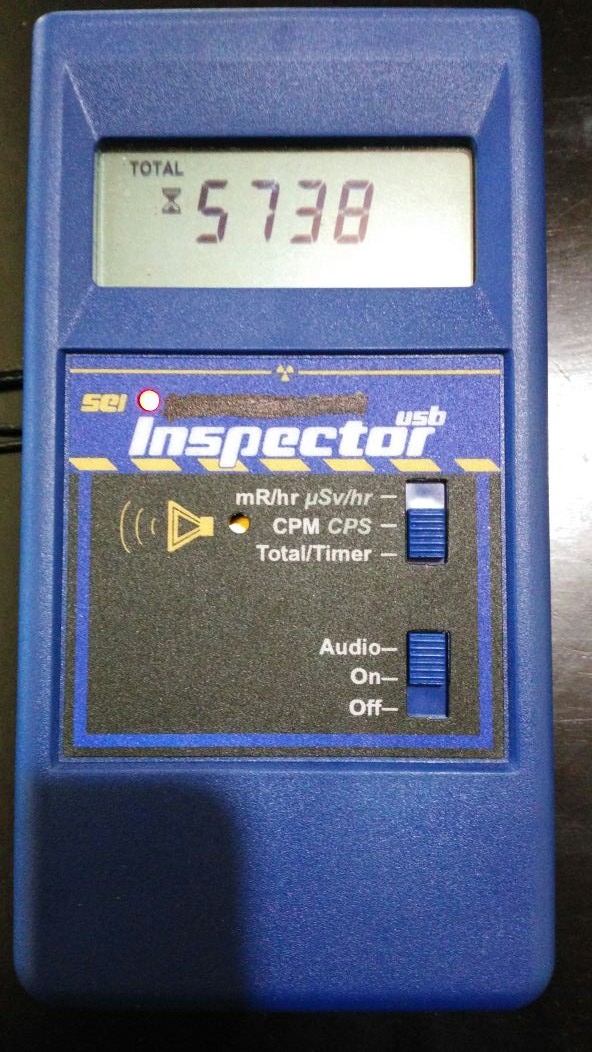 TOTAL
5738
sei
Inspector usb
mR/hr µSv/hr
CPM CPS
Total/Timer
Audio
On
Off